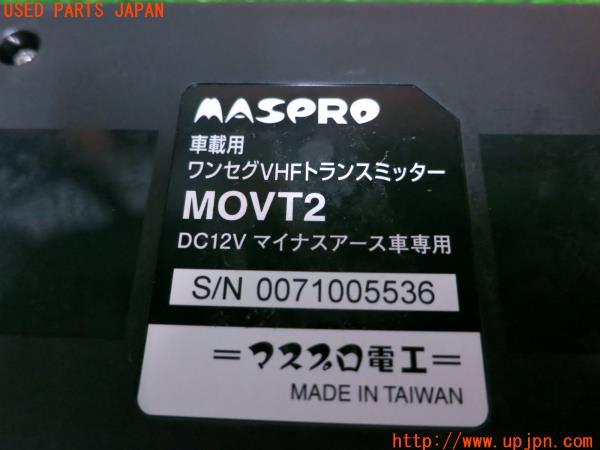 USED PARTS JAPAN
MASPRO
車載用
ワンセグVHFトランスミッター
MOVT2
DC12V マイナスアース車専用
S/N 0071005536
=マスプロ電工=
MADE IN TAIWAN
http://www.upjpn.com